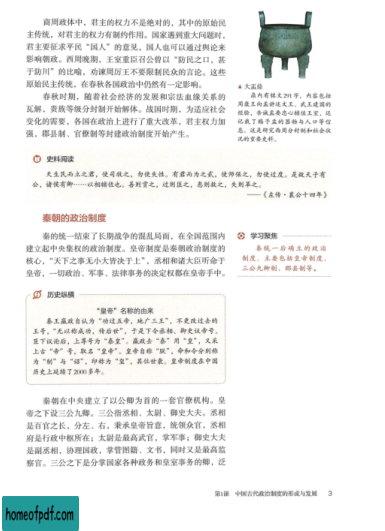 商周政体中，君主的权力不是绝对的，其中的原始民
主传统，对君主的权力有制约作用。国家遇到重大问题时，
君主要征求平民“国人”的意见，国人也可以通过舆论来
影响朝政。西周晚期，王室重臣召公曾以“防民之口，甚
于防川”的比喻，劝谏周厉王不要限制民众的言论。这些
原始民主传统，在春秋各国政治中仍然有一定影响。
春秋时期，随着社会经济的发展和宗法血缘关系的
瓦解，贵族等级分封制开始解体。战国时期，为适应社会
变化的需要，各国在政治上进行了重大改革，君主权力加
强，郡县制、官僚制等封建政治制度开始产生。
▲ 大盂鼎
鼎内有铭文291字，内容包括
周康王向盂讲述文王、武王建国的
经验，告诫盂要忠心辅佐王室，还
记载了赐予盂的器物与人口等信
息。这是研究西周分封制和社会状
况的重要史料。
史料阅读
天生民而立之君，使司牧之，勿使失性。有君而为之贰，使师保之，勿使过度。是故天子有
公，诸侯有卿……以相辅佐也。善则赏之，过则匡之，患则救之，失则革之。
——《左传·襄公十四年》
秦朝的政治制度
秦的统一结束了长期战争的混乱局面，在全国范围内
建立起中央集权的政治制度。皇帝制度是秦朝政治制度的
核心，“天下之事无小大皆决于上”，丞相和诸大臣听命于
皇帝，一切政治、军事、法律事务的决定权都在皇帝手中。
学习聚焦
秦统一后确立的政治
制度，主要包括皇帝制度、
三公九卿制、郡县制等。
历史纵横
“皇帝”名称的由来
秦王嬴政自认为“功过五帝，地广三王”，不更改过去的
王号，“无以称成功，传后世”，于是下令丞相、御史议帝号。
臣下议论后，上尊号为“泰皇”。嬴政去“泰”用“皇”，又采
上古“帝”号，取名“皇帝”。皇帝自称“朕”，命和令分别称
为“制”与“诏”，印称为“玺”，其位世袭。皇帝制度在中国
历史上延续了2000多年。
秦朝在中央建立了以公卿为首的一套官僚机构。皇
帝之下设三公九卿。三公指丞相、太尉、御史大夫。丞相
是百官之长，分左、右，秉承皇帝旨意，统领众官，丞相
府是行政中枢所在；太尉是最高武官，掌军事；御史大夫
是副丞相，协理国政，掌管图籍、文书，同时又是最高监
察官。三公之下是分掌国家各种政务和皇室事务的卿，泛
第1课 中国古代政治制度的形成与发展 3
homeofpdf.com